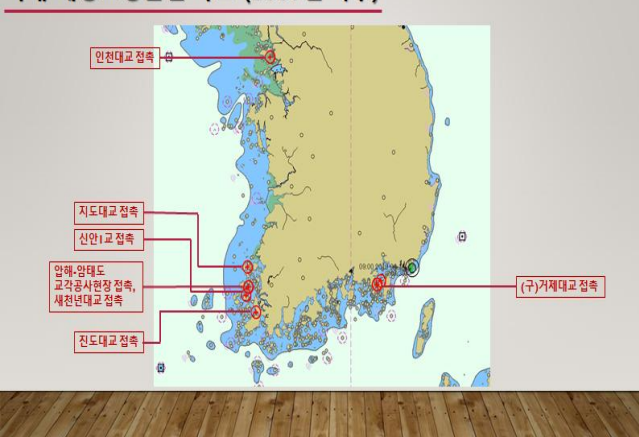 인천대교 접촉
지도대교 접촉
신안1교 접촉
압해-암태도
교각공사현장 접촉,
새천년대교 접촉
진도대교 접촉
(구)거제대교 접촉